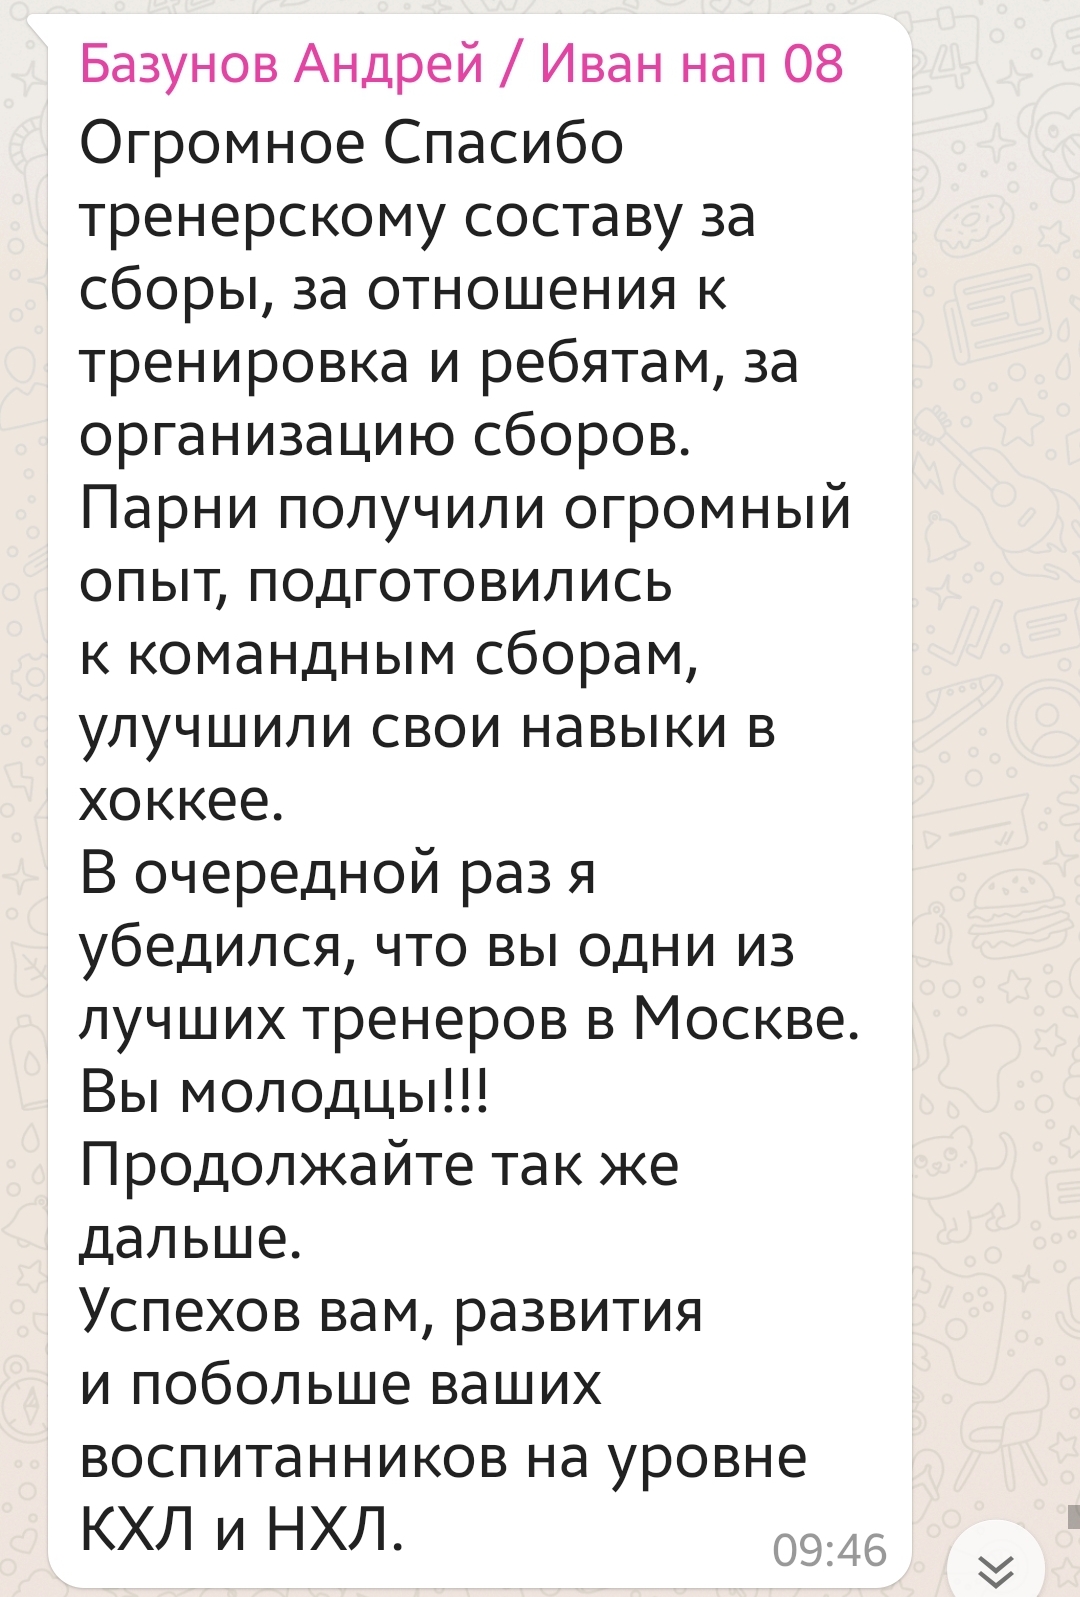 Базунов Андрей / Иван нап 08
Огромное Спасибо
тренерскому составу за
сборы, за отношения к
тренировка и ребятам, за
организацию сборов.
Парни получили огромный
опыт, подготовились
к командным сборам,
улучшили свои навыки в
хоккее.
В очередной раз я
убедился, что вы одни из
лучших тренеров в Москве.
Вы молодцы!!!
Продолжайте так же
дальше.
Успехов вам, развития
и побольше ваших
воспитанников на уровне
КХЛ и НХЛ.
09:46